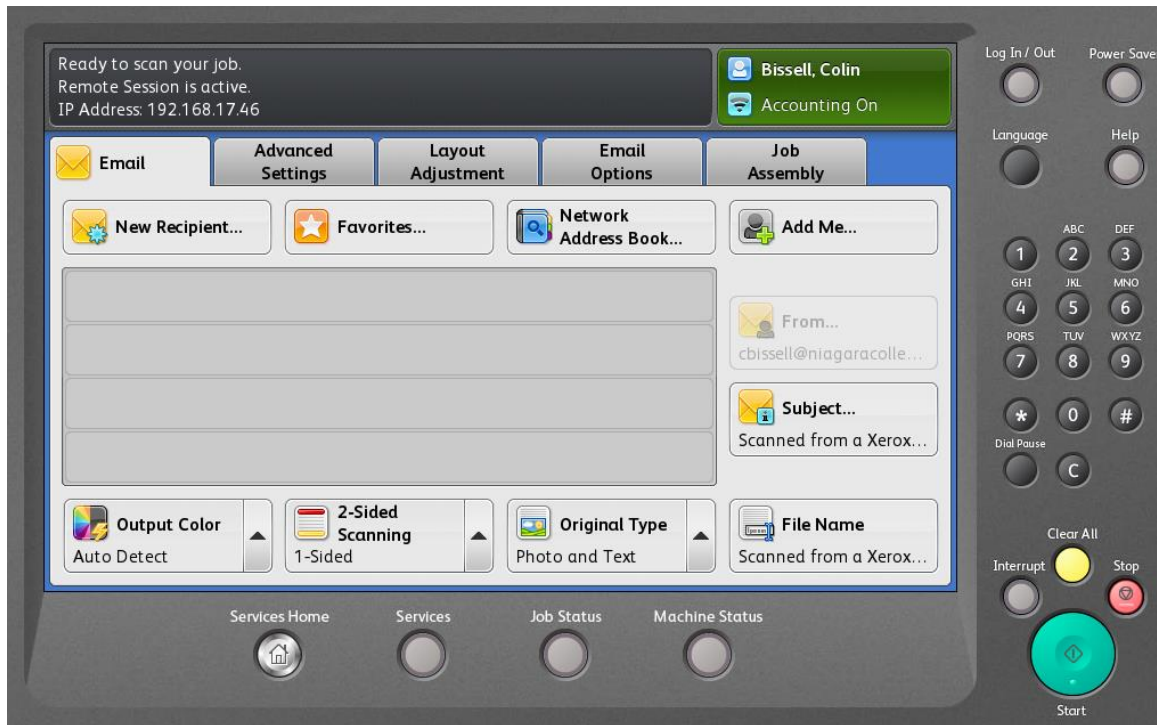 Ready to scan your job.
Remote Session is active.
IP Address: 192.168.17.46
Bissell, Colin
Accounting On
Log In / Out
Power Save
Language
Help
Email
Advanced
Settings
Layout
Adjustment
Email
Options
Job
Assembly
New Recipient...
Favorites...
Network
Address Book...
Add Me...
From...
cbissell@niagaracolle...
Subject...
Scanned from a Xerox...
Output Color
Auto Detect
2-Sided
Scanning
1-Sided
Original Type
Photo and Text
File Name
Scanned from a Xerox...
ABC DEF
1 2 3
GHI JKL MNO
4 5 6
PQRS TUV WXYZ
7 8 9
* 0 #
Dial Pause
C
Clear All
Interrupt
Stop
Start
Services Home
Services
Job Status
Machine Status